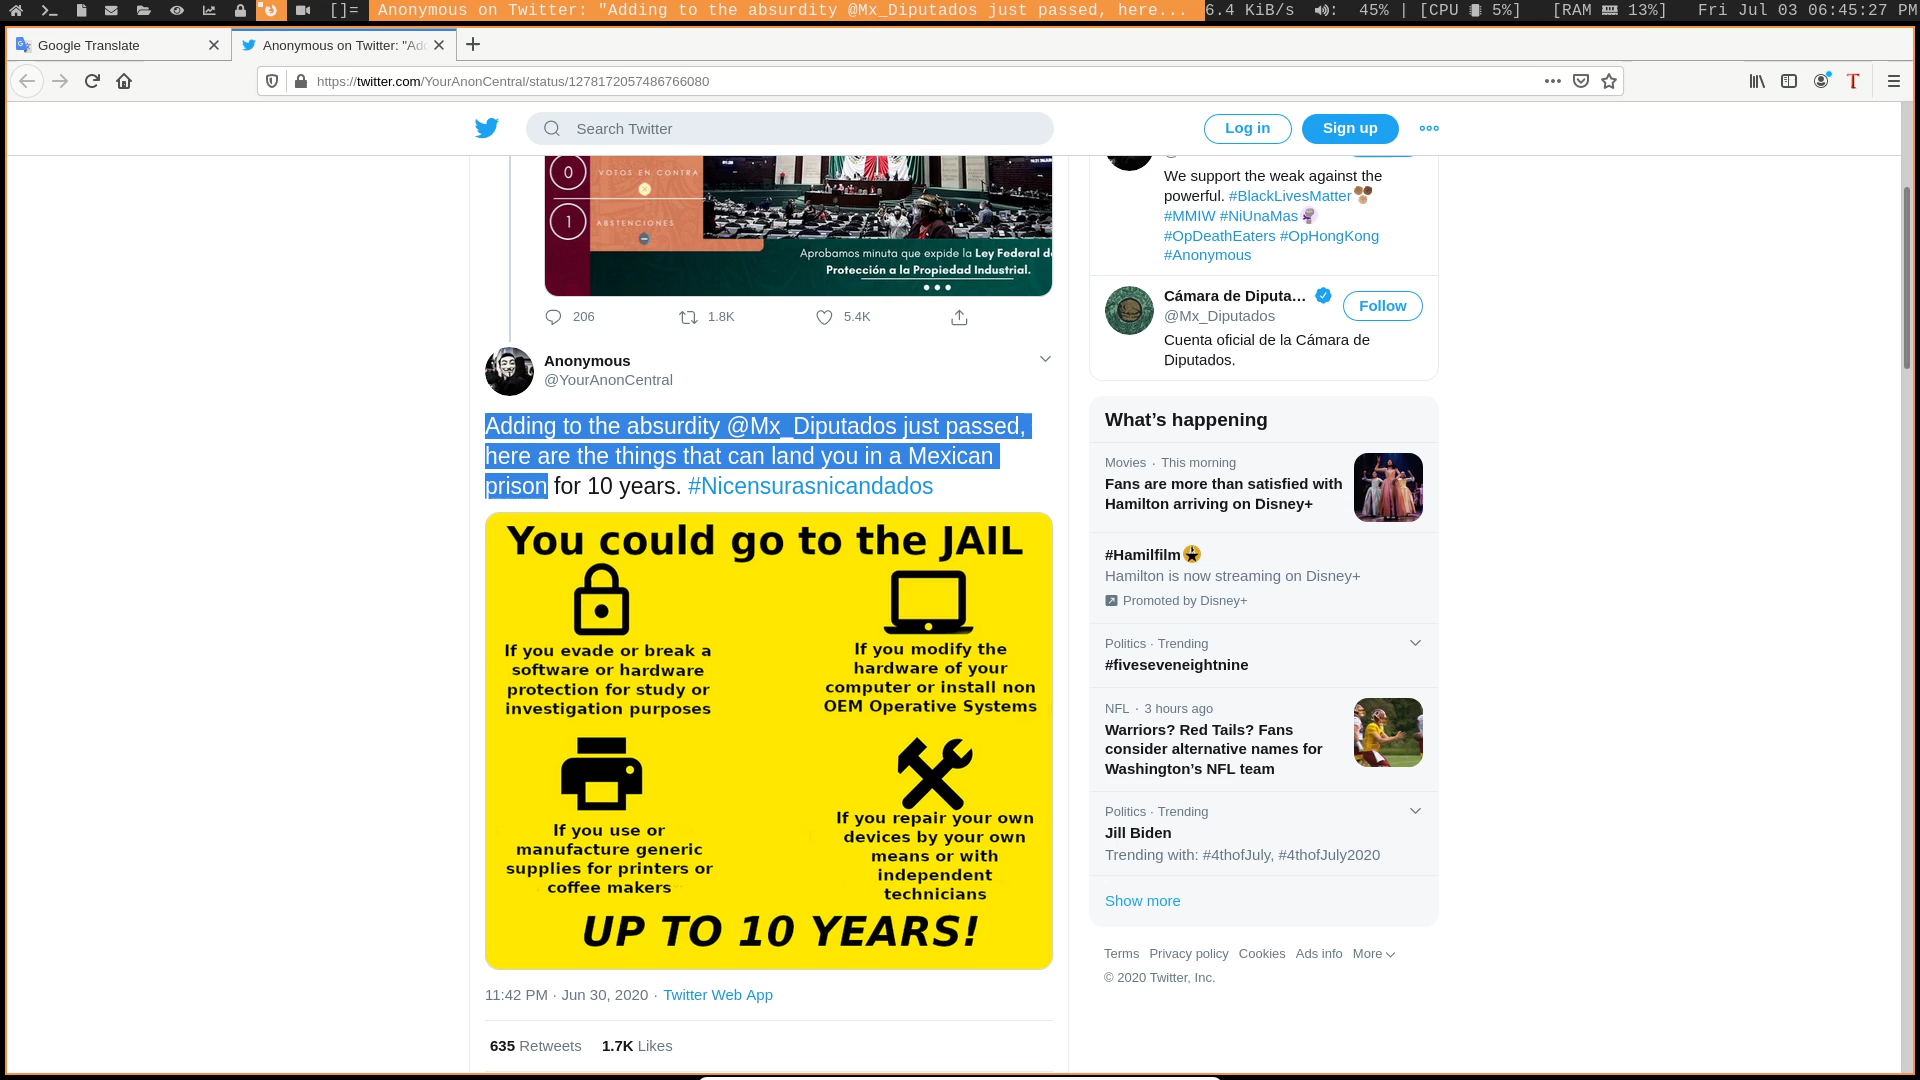 []= Anonymous on Twitter: "Adding to the absurdity @Mx_Diputados just passed, here... 6.4 KiB/s : 45% | [CPU 5%] [RAM 13%] Fri Jul 03 06:45:27 PM
Google Translate
Anonymous on Twitter: "Add
https://twitter.com/YourAnonCentral/status/1278172057486766080
Search Twitter
Log in
Sign up
0 VOTOS EN CONTRA
1 ABSTENCIONES
Aprobamos minuta que expide la Ley Federal de
Protección a la Propiedad Industrial.
206 1.8K 5.4K
Anonymous
@YourAnonCentral
Adding to the absurdity @Mx_Diputados just passed,
here are the things that can land you in a Mexican
prison for 10 years. #Nicensurasnicandados
You could go to the JAIL
If you evade or break a
software or hardware
protection for study or
investigation purposes
If you modify the
hardware of your
computer or install non
OEM Operative Systems
If you use or
manufacture generic
supplies for printers or
coffee makers
If you repair your own
devices by your own
means or with
independent
technicians
UP TO 10 YEARS!
11:42 PM · Jun 30, 2020 · Twitter Web App
635 Retweets 1.7K Likes
We support the weak against the
powerful. #BlackLivesMatter
#MMIW #NiUnaMas
#OpDeathEaters #OpHongKong
#Anonymous
Cámara de Diputa...
@Mx_Diputados
Follow
Cuenta oficial de la Cámara de
Diputados.
What's happening
Movies · This morning
Fans are more than satisfied with
Hamilton arriving on Disney+
#Hamilfilm
Hamilton is now streaming on Disney+
Promoted by Disney+
Politics · Trending
#fiveseveneightnine
NFL · 3 hours ago
Warriors? Red Tails? Fans
consider alternative names for
Washington's NFL team
Politics · Trending
Jill Biden
Trending with: #4thofJuly, #4thofJuly2020
Show more
Terms Privacy policy Cookies Ads info More
© 2020 Twitter, Inc.